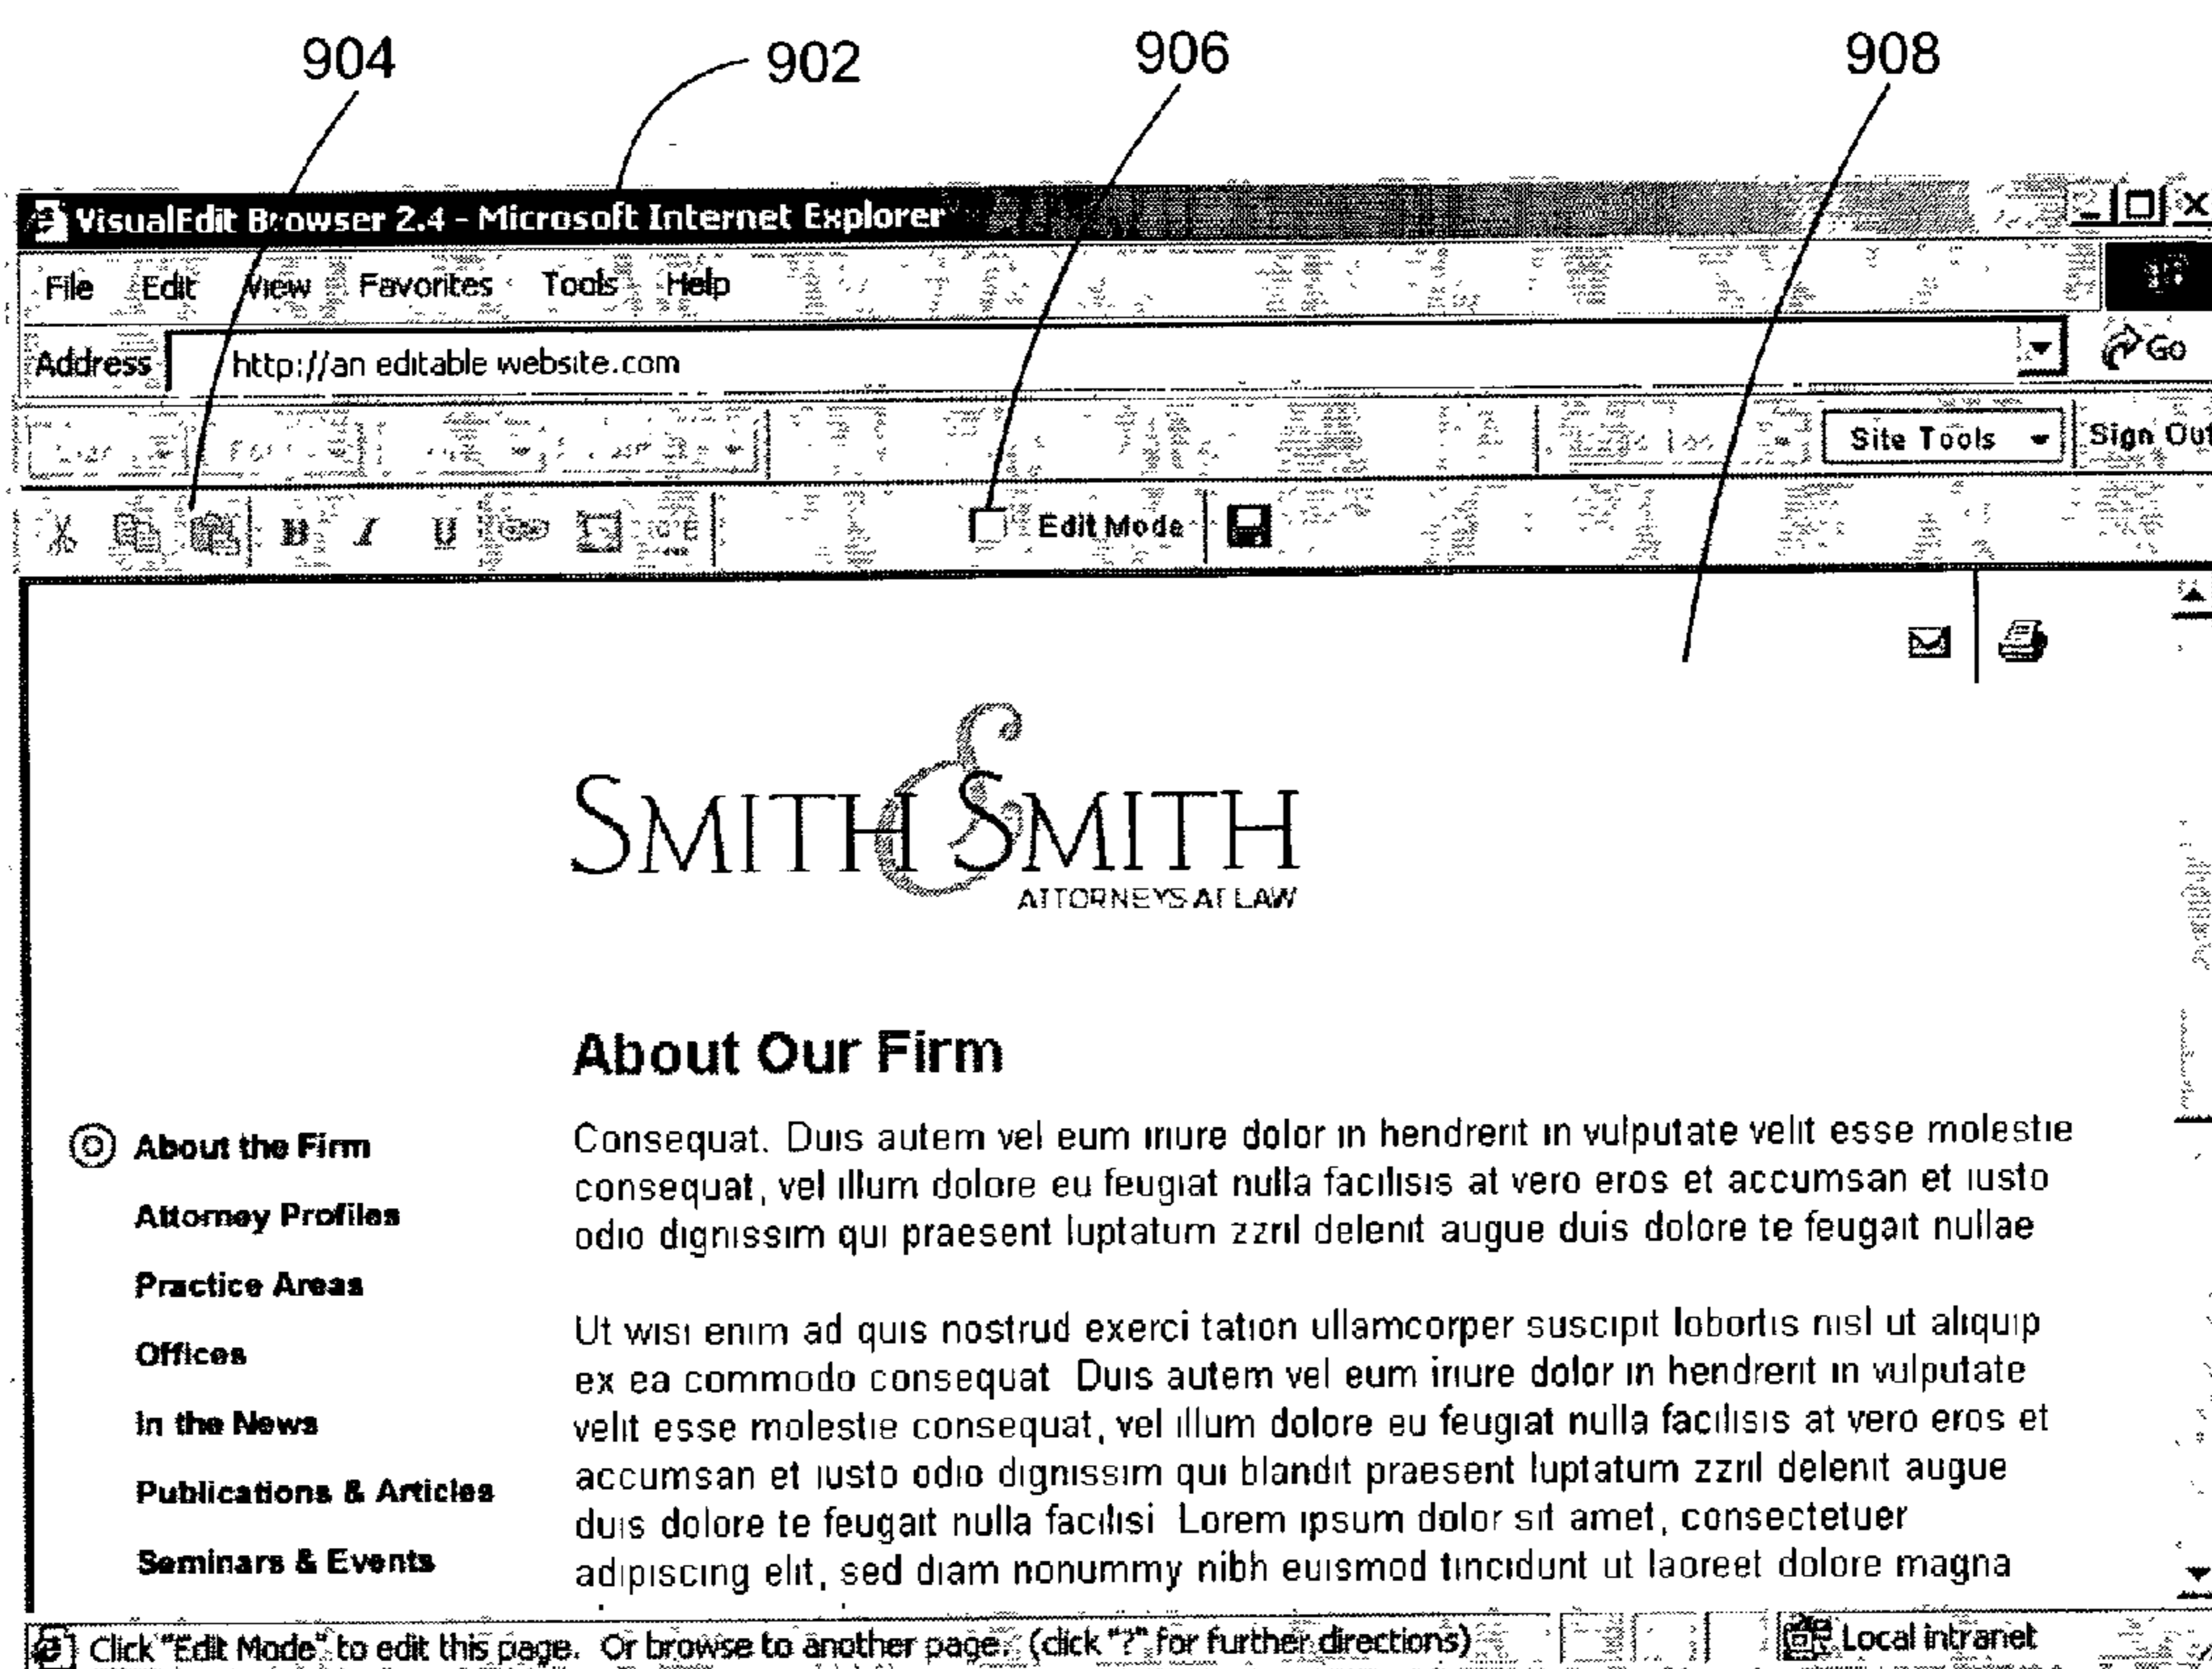 904 902 906 908
VisualEdit Browser 2.4 - Microsoft Internet Explorer
File Edit View Favorites Tools Help
Address http://an editable website.com Go
Site Tools Sign Out
B I U Edit Mode
SMITH & SMITH
ATTORNEYS AT LAW
About Our Firm
About the Firm
Attorney Profiles
Practice Areas
Offices
In the News
Publications & Articles
Seminars & Events
Consequat. Duis autem vel eum iriure dolor in hendrerit in vulputate velit esse molestie
consequat, vel illum dolore eu feugiat nulla facilisis at vero eros et accumsan et iusto
odio dignissim qui praesent luptatum zzril delenit augue duis dolore te feugait nullae
Ut wisi enim ad quis nostrud exerci tation ullamcorper suscipit lobortis nisl ut aliquip
ex ea commodo consequat Duis autem vel eum iriure dolor in hendrerit in vulputate
velit esse molestie consequat, vel illum dolore eu feugiat nulla facilisis at vero eros et
accumsan et iusto odio dignissim qui blandit praesent luptatum zzril delenit augue
duis dolore te feugait nulla facilisi Lorem ipsum dolor sit amet, consectetuer
adipiscing elit, sed diam nonummy nibh euismod tincidunt ut laoreet dolore magna
Click "Edit Mode" to edit this page. Or browse to another page. (click "?" for further directions) Local intranet